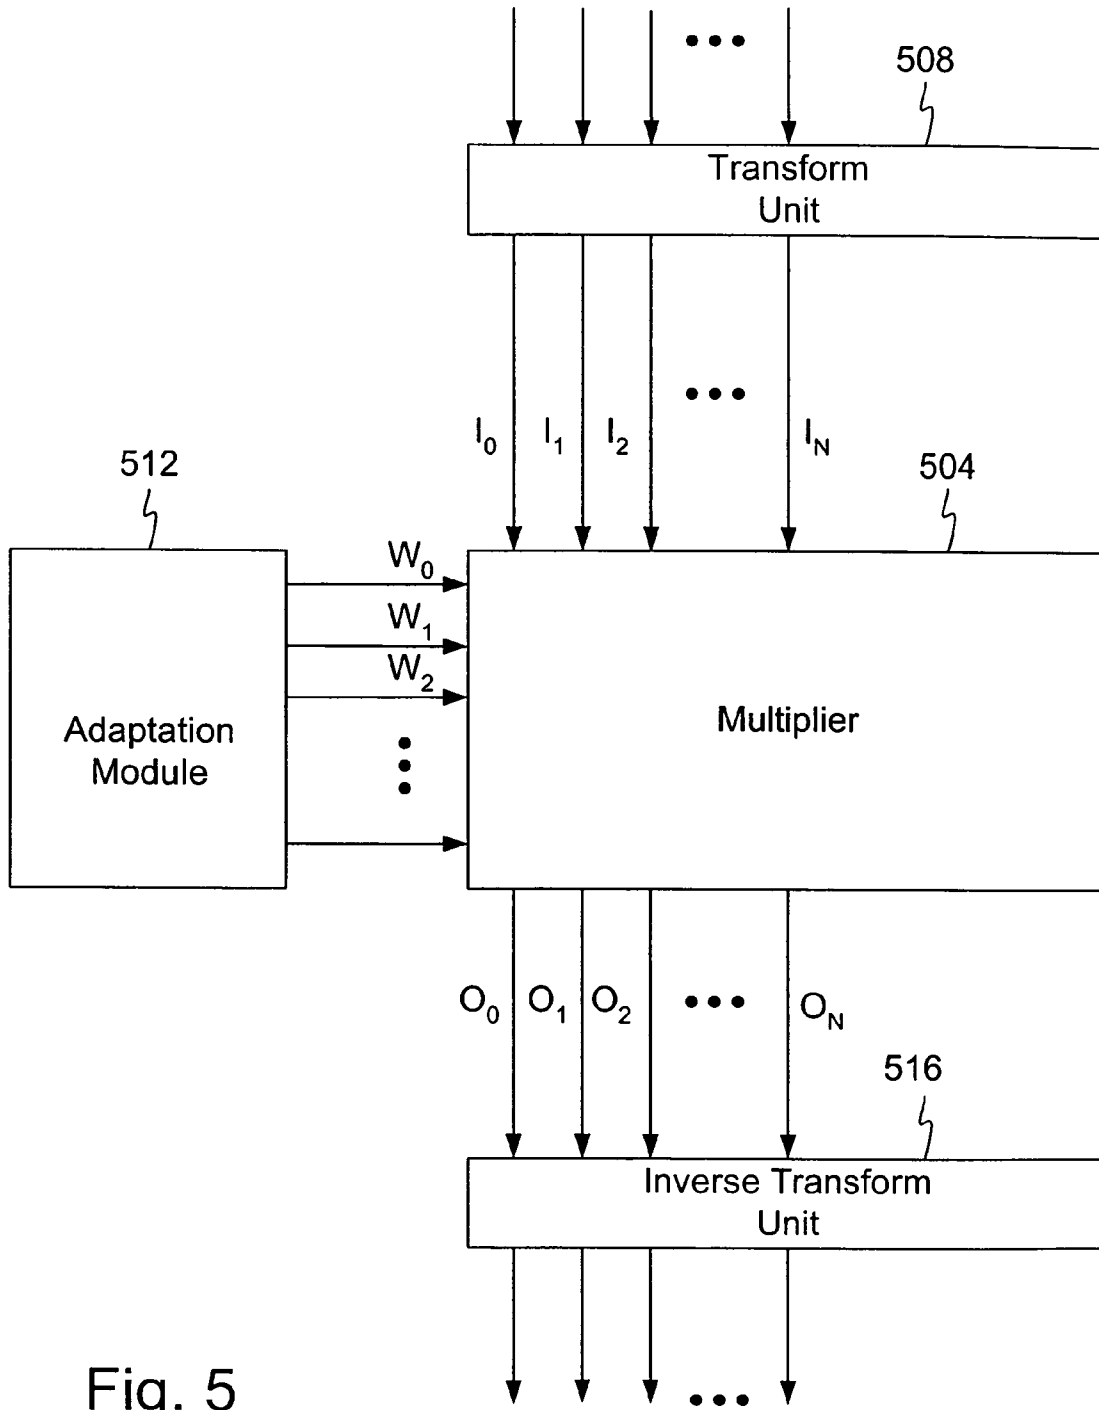 508
Transform
Unit
I0 I1 I2 IN
512
504
W0
W1
W2
Adaptation
Module
Multiplier
O0 O1 O2 ON
516
Inverse Transform
Unit
Fig. 5